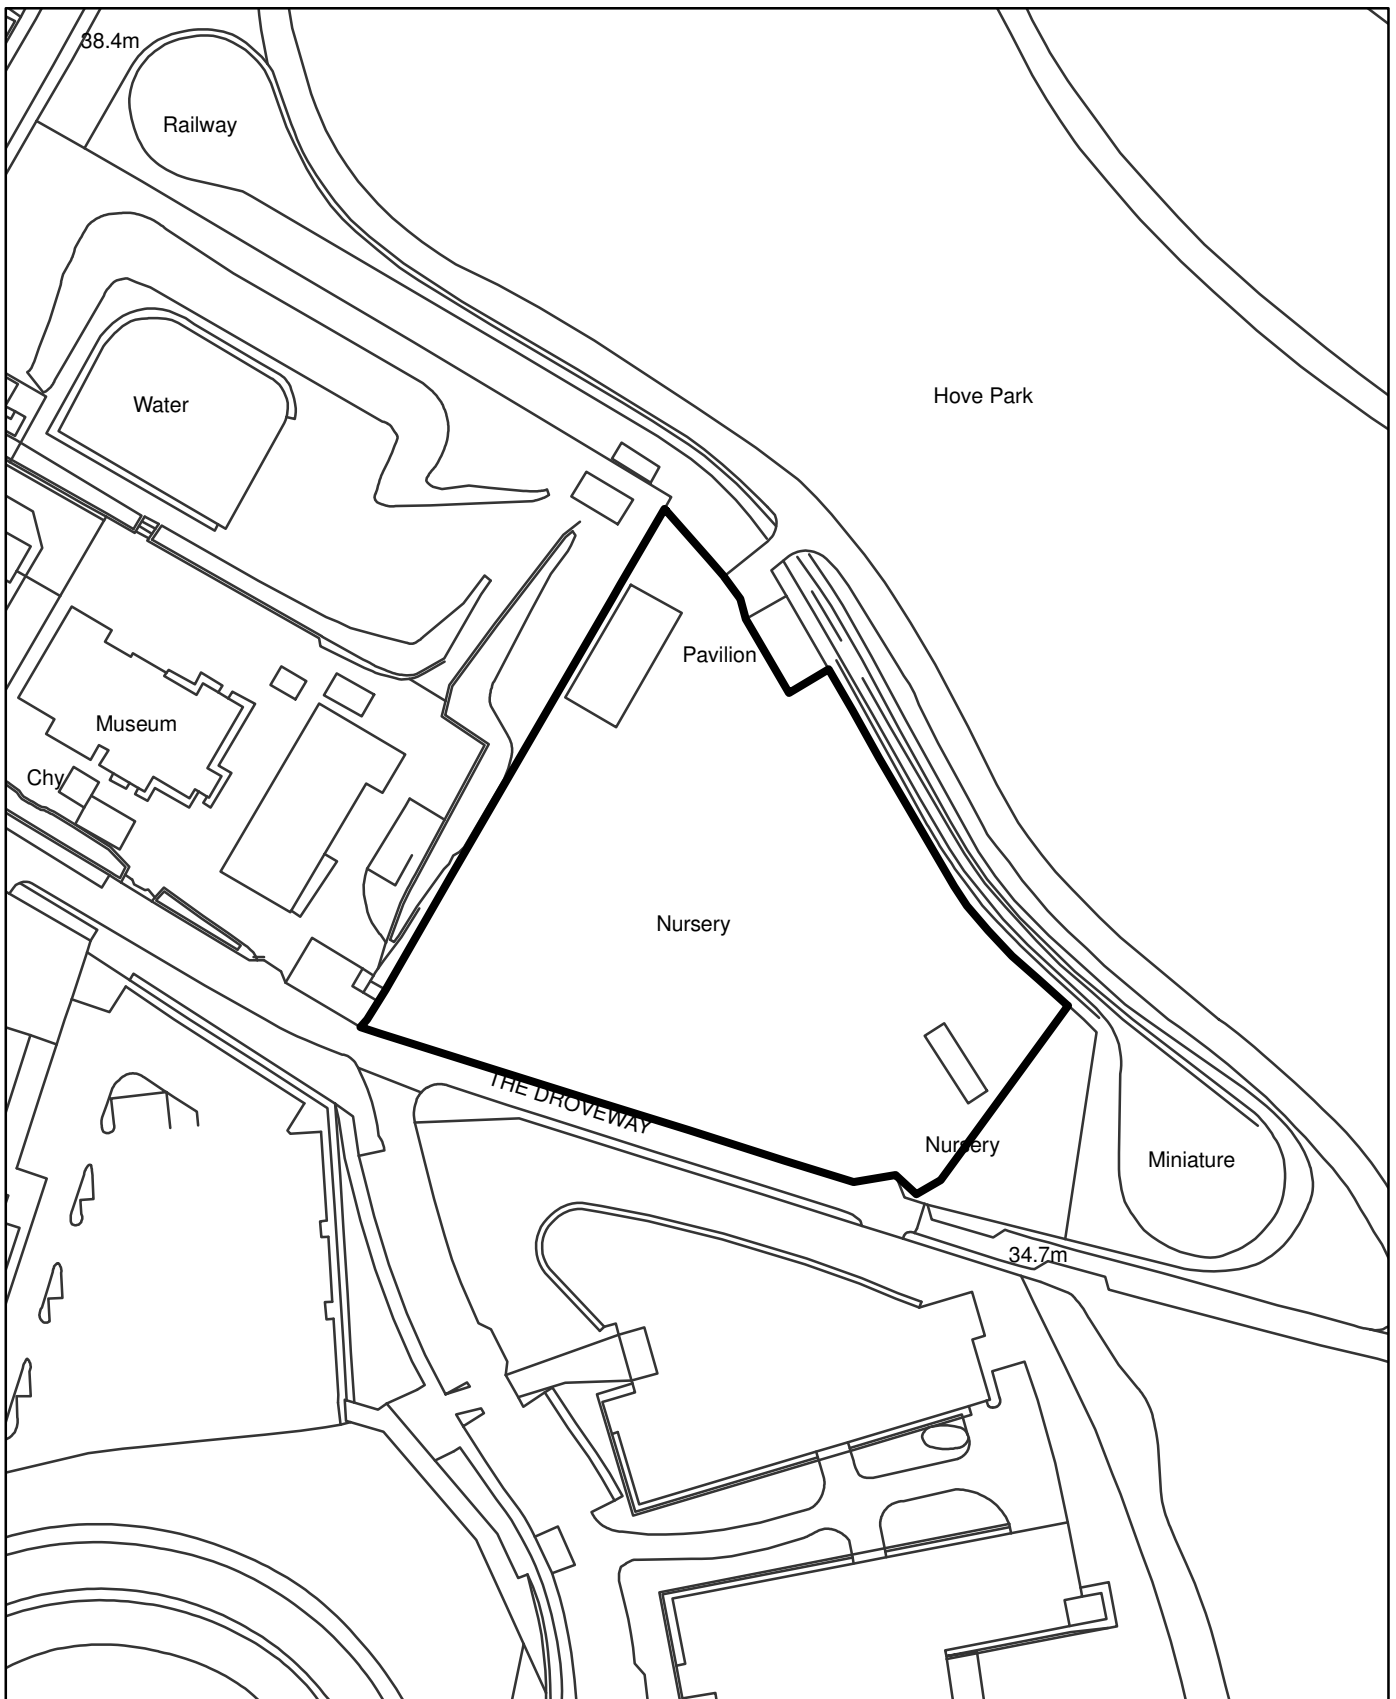 38.4m
Railway
Hove Park
Water
Pavilion
Museum
Chy
Nursery
THE DROVEWAY
Nursery
Miniature
34.7m